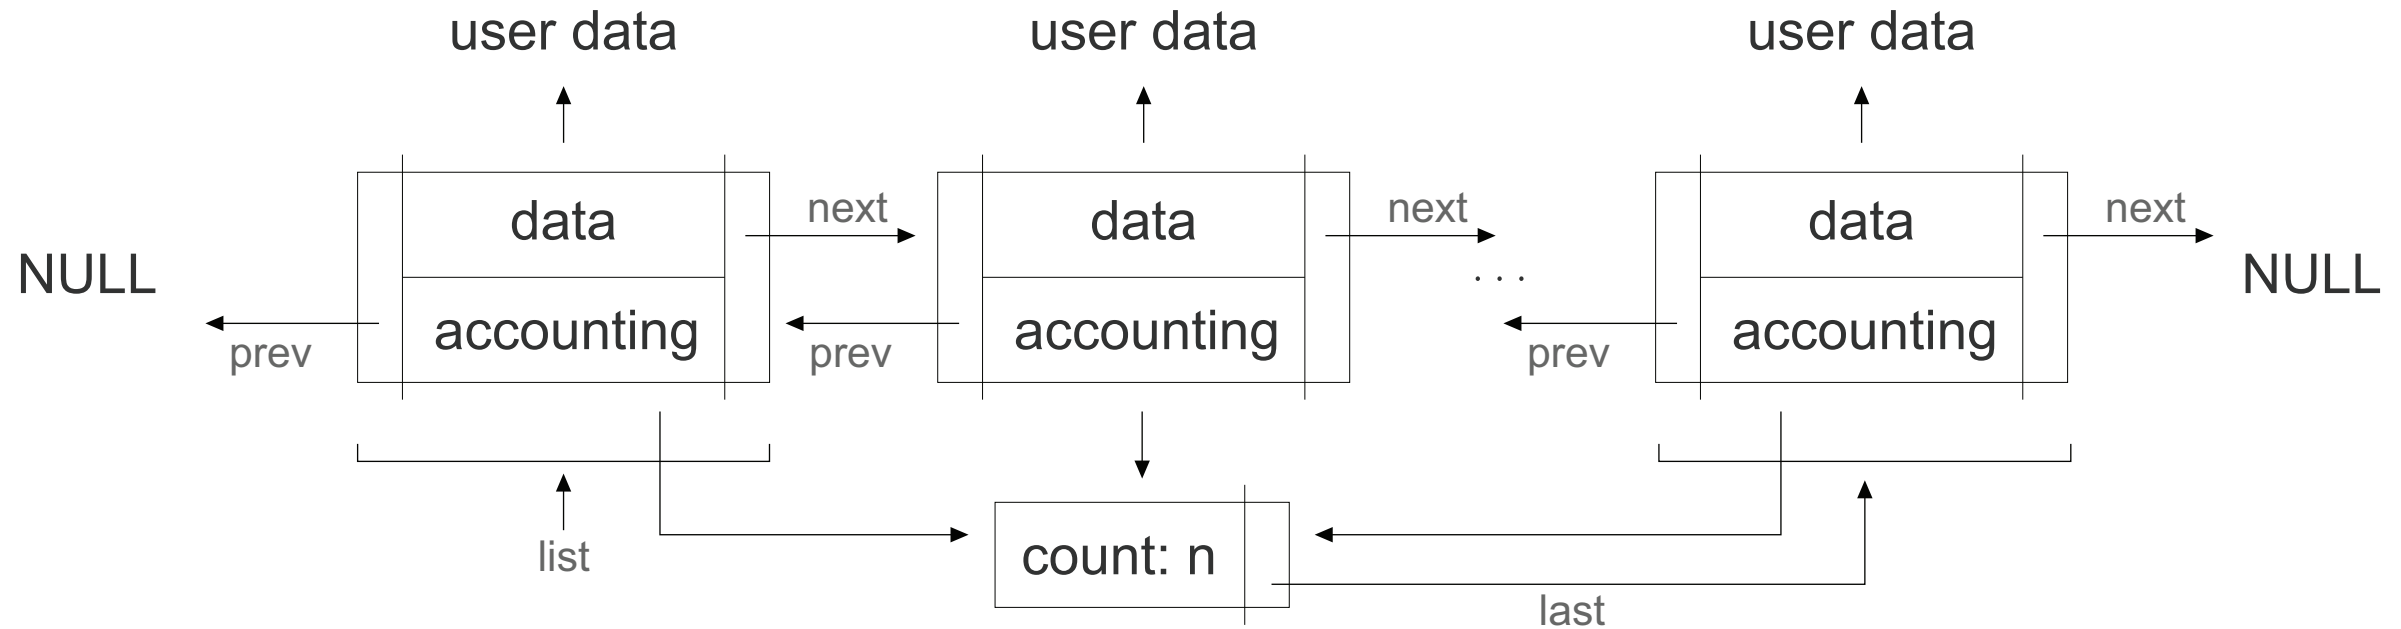 user data
user data
user data
data
next
data
next
data
next
NULL
. . .
NULL
accounting
accounting
accounting
prev
prev
prev
list
count: n
last